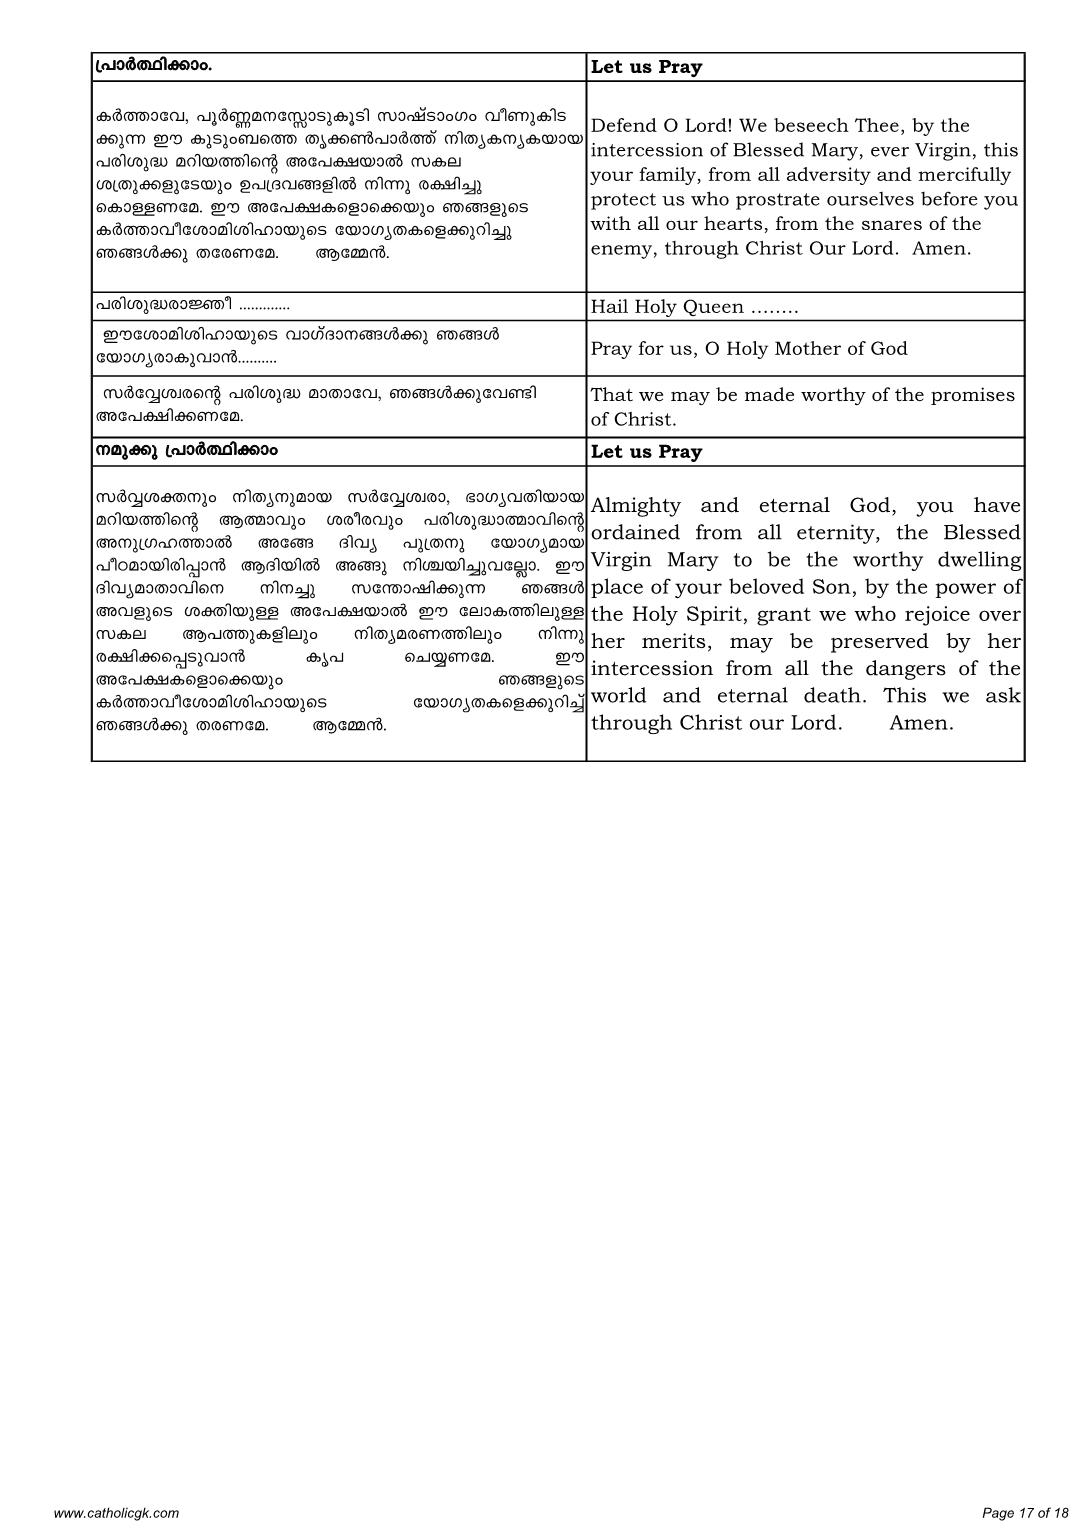 പ്രാർത്ഥിക്കാം.
Let us Pray
കർത്താവേ, പൂർണ്ണമനസ്സോടുകൂടി സാഷ്ടാംഗം വീണുകിട
ക്കുന്ന ഈ കുടുംബത്തെ തൃക്കൺപാർത്ത് നിത്യകന്യകയായ
പരിശുദ്ധ മറിയത്തിന്റെ അപേക്ഷയാൽ സകല
ശത്രുക്കളുടേയും ഉപദ്രവങ്ങളിൽ നിന്നു രക്ഷിച്ചു
കൊള്ളണമേ. ഈ അപേക്ഷകളൊക്കെയും ഞങ്ങളുടെ
കർത്താവീശോമിശിഹായുടെ യോഗ്യതകളെക്കുറിച്ചു
ഞങ്ങൾക്കു തരേണമേ. ആമ്മേൻ.
Defend O Lord! We beseech Thee, by the
intercession of Blessed Mary, ever Virgin, this
your family, from all adversity and mercifully
protect us who prostrate ourselves before you
with all our hearts, from the snares of the
enemy, through Christ Our Lord. Amen.
പരിശുദ്ധരാജ്ഞീ .............
Hail Holy Queen ........
ഈശോമിശിഹായുടെ വാഗ്ദാനങ്ങൾക്കു ഞങ്ങൾ
യോഗ്യരാകുവാൻ..........
Pray for us, O Holy Mother of God
സർവ്വേശ്വരന്റെ പരിശുദ്ധ മാതാവേ, ഞങ്ങൾക്കുവേണ്ടി
അപേക്ഷിക്കണമേ.
That we may be made worthy of the promises
of Christ.
നമുക്കു പ്രാർത്ഥിക്കാം
Let us Pray
സർവ്വശക്തനും നിത്യനുമായ സർവ്വേശ്വരാ, ഭാഗ്യവതിയായ
മറിയത്തിന്റെ ആത്മാവും ശരീരവും പരിശുദ്ധാത്മാവിന്റെ
അനുഗ്രഹത്താൽ അങ്ങേ ദിവ്യ പുത്രനു യോഗ്യമായ
പീഠമായിരിപ്പാൻ ആദിയിൽ അങ്ങു നിശ്ചയിച്ചുവല്ലോ. ഈ
ദിവ്യമാതാവിനെ നിനച്ചു സന്തോഷിക്കുന്ന ഞങ്ങൾ
അവളുടെ ശക്തിയുള്ള അപേക്ഷയാൽ ഈ ലോകത്തിലുള്ള
സകല ആപത്തുകളിലും നിത്യമരണത്തിലും നിന്നു
രക്ഷിക്കപ്പെടുവാൻ കൃപ ചെയ്യണമേ. ഈ
അപേക്ഷകളൊക്കെയും ഞങ്ങളുടെ
കർത്താവീശോമിശിഹായുടെ യോഗ്യതകളെക്കുറിച്ച്
ഞങ്ങൾക്കു തരണമേ. ആമ്മേൻ.
Almighty and eternal God, you have
ordained from all eternity, the Blessed
Virgin Mary to be the worthy dwelling
place of your beloved Son, by the power of
the Holy Spirit, grant we who rejoice over
her merits, may be preserved by her
intercession from all the dangers of the
world and eternal death. This we ask
through Christ our Lord. Amen.
www.catholicgk.com
Page 17 of 18